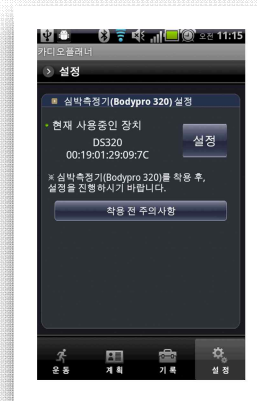 오전 11:15
카디오플래너
설정
심박측정기(Bodypro 320) 설정
현재 사용중인 장치
DS320
00:19:01:29:09:7C
설정
※ 심박측정기(Bodypro 320)를 착용 후,
설정을 진행하시기 바랍니다.
착용 전 주의사항
운 동 계 획 기 록 설 정